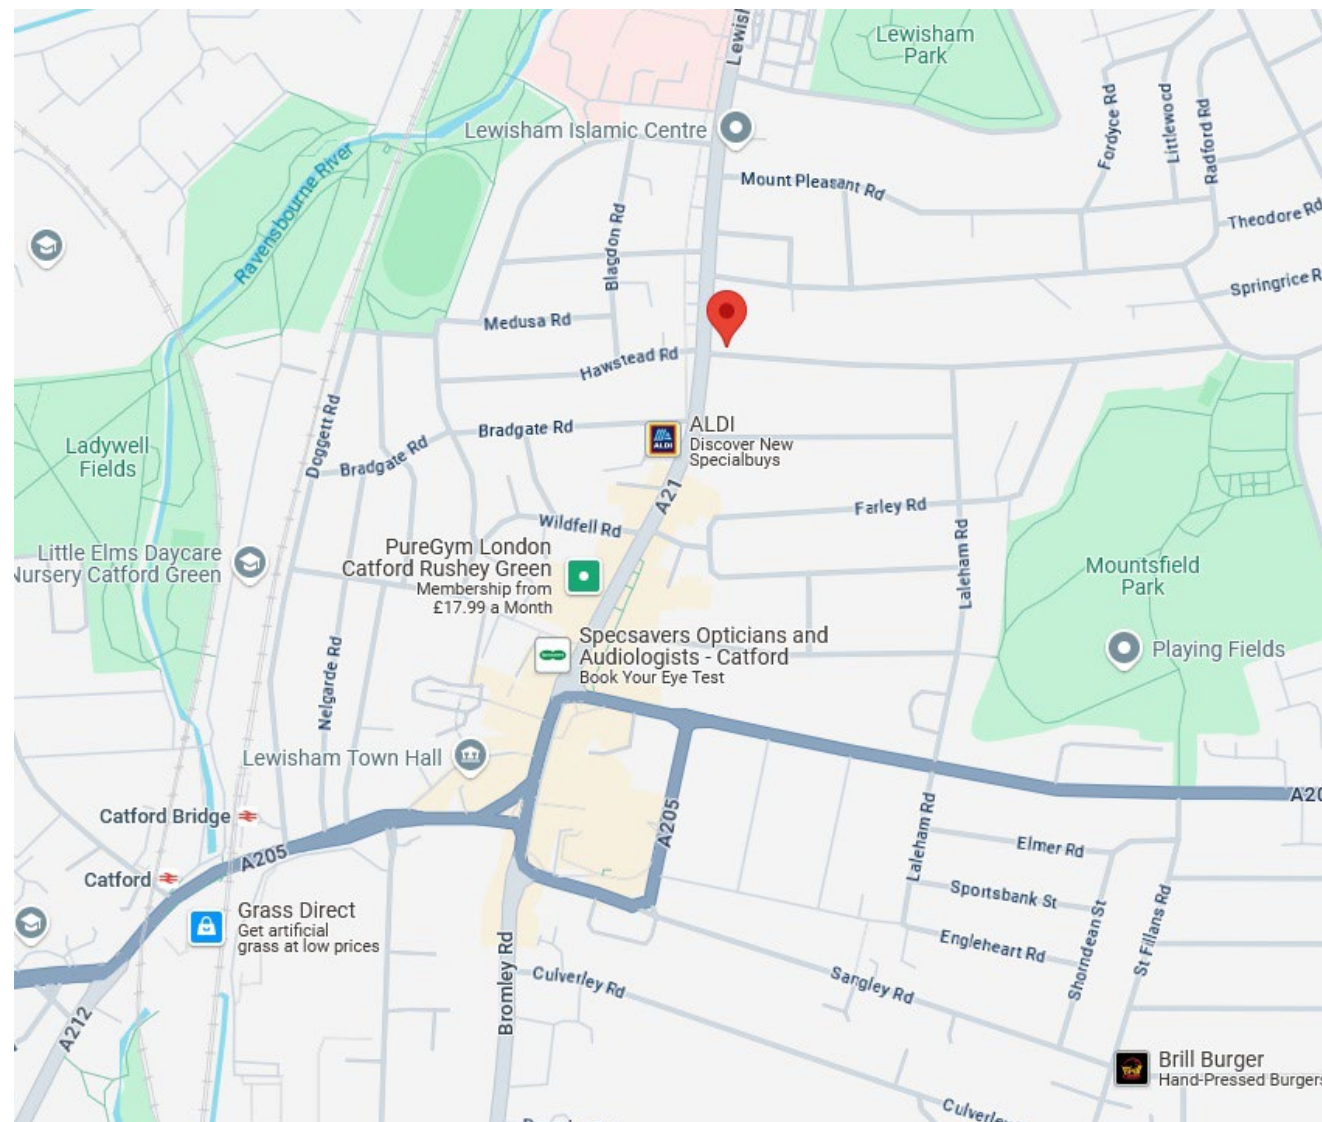 Lewisham
Park
Lewish
Lewisham Islamic Centre
Fordyce Rd
Littlewood
Radford Rd
Mount Pleasant Rd
Theodore Rd
Ravensbourne River
Blagdon Rd
Springrice R
Medusa Rd
Hawstead Rd
Doggett Rd
Bradgate Rd
ALDI
ALDI
Discover New
Specialbuys
Bradgate Rd
Ladywell
Fields
A21
Farley Rd
Wildfell Rd
Laleham Rd
PureGym London
Catford Rushey Green
Membership from
£17.99 a Month
Little Elms Daycare
Nursery Catford Green
Mountsfield
Park
Specsavers Opticians and
Audiologists - Catford
Book Your Eye Test
Playing Fields
Nelgarde Rd
Lewisham Town Hall
Catford Bridge
A205
A20
Laleham Rd
Elmer Rd
A205
Catford
Sportsbank St
Grass Direct
Get artificial
grass at low prices
Engleheart Rd
Shorndean St
St Fillans Rd
Bromley Rd
Culverley Rd
Sangley Rd
A212
Brill Burger
Hand-Pressed Burgers
Culverley